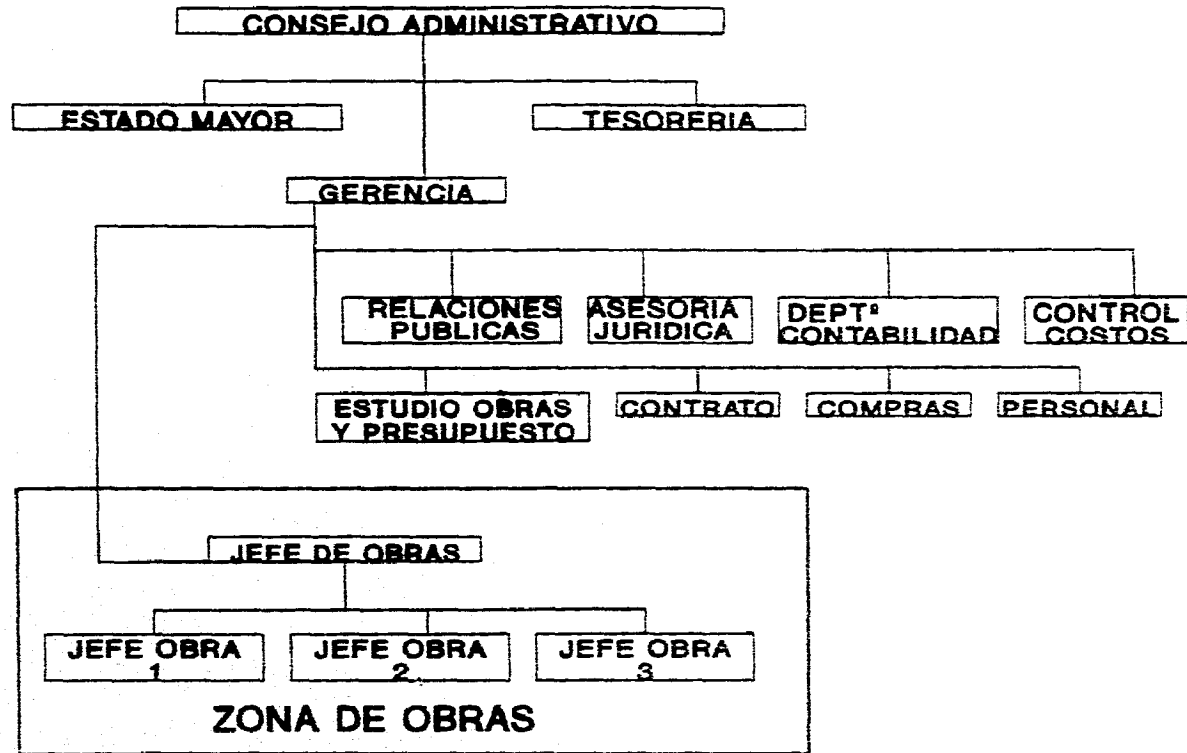 CONSEJO ADMINISTRATIVO
ESTADO MAYOR
TESORERIA
GERENCIA
RELACIONES
PUBLICAS
ASESORIA
JURIDICA
DEPTº
CONTABILIDAD
CONTROL
COSTOS
ESTUDIO OBRAS
Y PRESUPUESTO
CONTRATO
COMPRAS
PERSONAL
JEFE DE OBRAS
JEFE OBRA
1
JEFE OBRA
2
JEFE OBRA
3
ZONA DE OBRAS